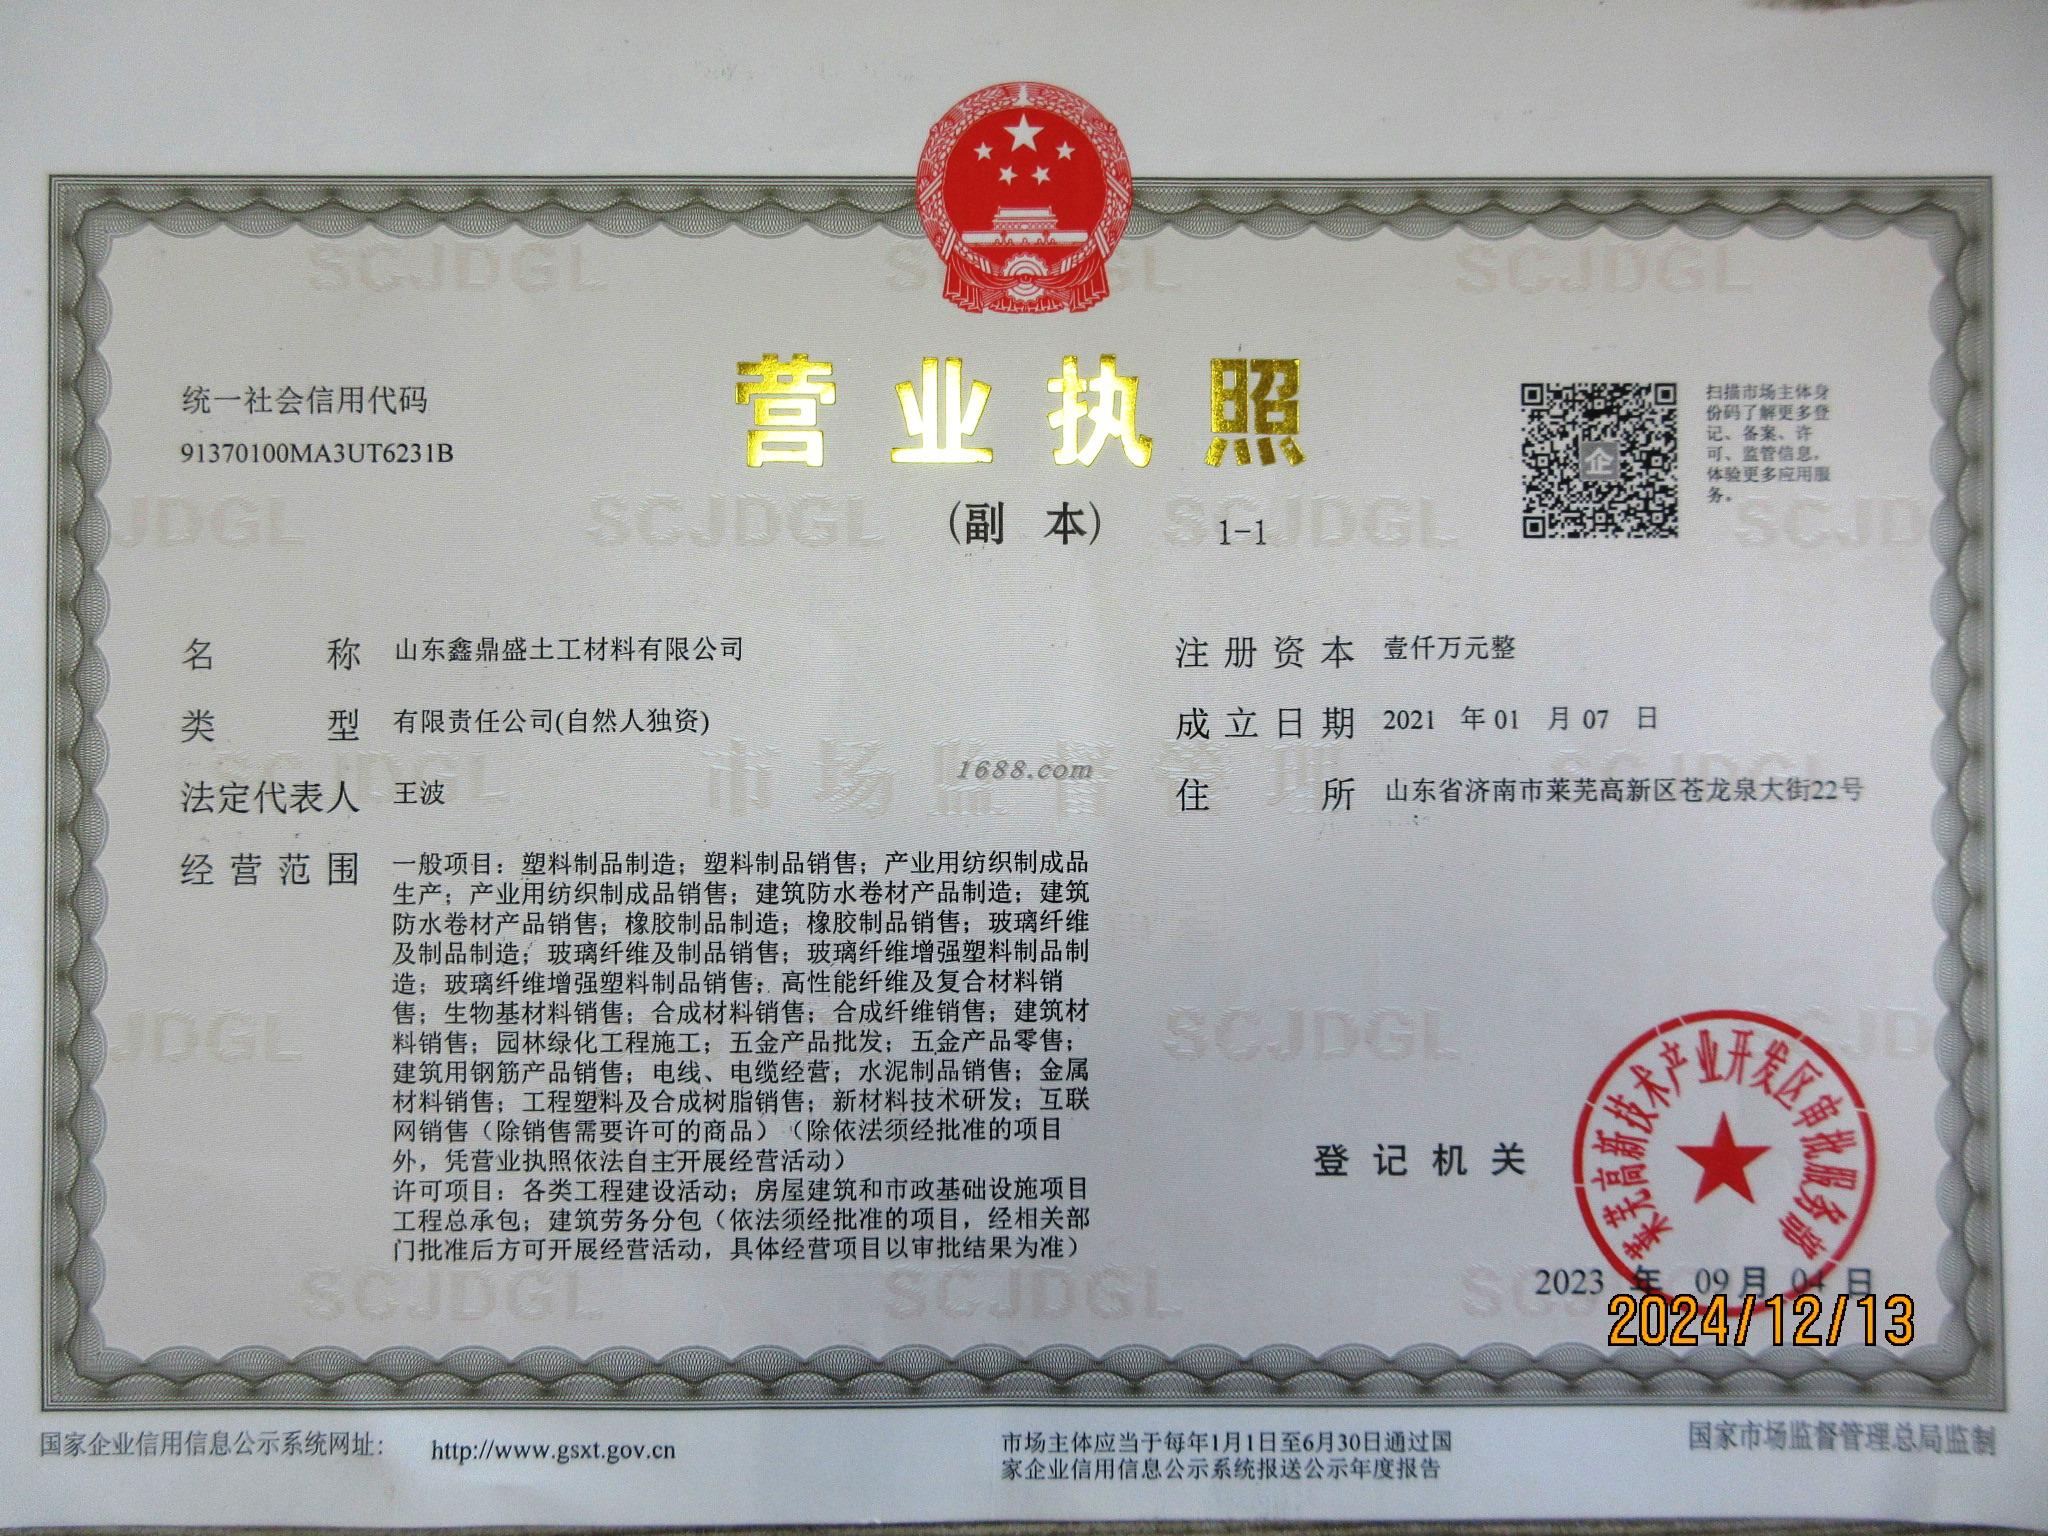 SCJDGL
营业执照
(副 本) 1-1
统一社会信用代码
91370100MA3UT6231B
扫描市场主体身
份码了解更多登
记、备案、许
可、监管信息,
体验更多应用服
务。
名称 山东鑫鼎盛土工材料有限公司
类型 有限责任公司(自然人独资)
法定代表人 王波
经营范围 一般项目：塑料制品制造；塑料制品销售；产业用纺织制成品
生产；产业用纺织制成品销售；建筑防水卷材产品制造；建筑
防水卷材产品销售；橡胶制品制造；橡胶制品销售；玻璃纤维
及制品制造；玻璃纤维及制品销售；玻璃纤维增强塑料制品制
造；玻璃纤维增强塑料制品销售；高性能纤维及复合材料销
售；生物基材料销售；合成材料销售；合成纤维销售；建筑材
料销售；园林绿化工程施工；五金产品批发；五金产品零售；
建筑用钢筋产品销售；电线、电缆经营；水泥制品销售；金属
材料销售；工程塑料及合成树脂销售；新材料技术研发；互联
网销售（除销售需要许可的商品）（除依法须经批准的项目
外，凭营业执照依法自主开展经营活动）
许可项目：各类工程建设活动；房屋建筑和市政基础设施项目
工程总承包；建筑劳务分包（依法须经批准的项目，经相关部
门批准后方可开展经营活动，具体经营项目以审批结果为准）
注册资本 壹仟万元整
成立日期 2021 年 01 月 07 日
住所 山东省济南市莱芜高新区苍龙泉大街22号
市场监督管理
1688.com
登记机关
莱芜高新技术产业开发区审批服务部
2023 年 09 月 04 日
2024/12/13
国家企业信用信息公示系统网址: http://www.gsxt.gov.cn
市场主体应当于每年1月1日至6月30日通过国
家企业信用信息公示系统报送公示年度报告
国家市场监督管理总局监制